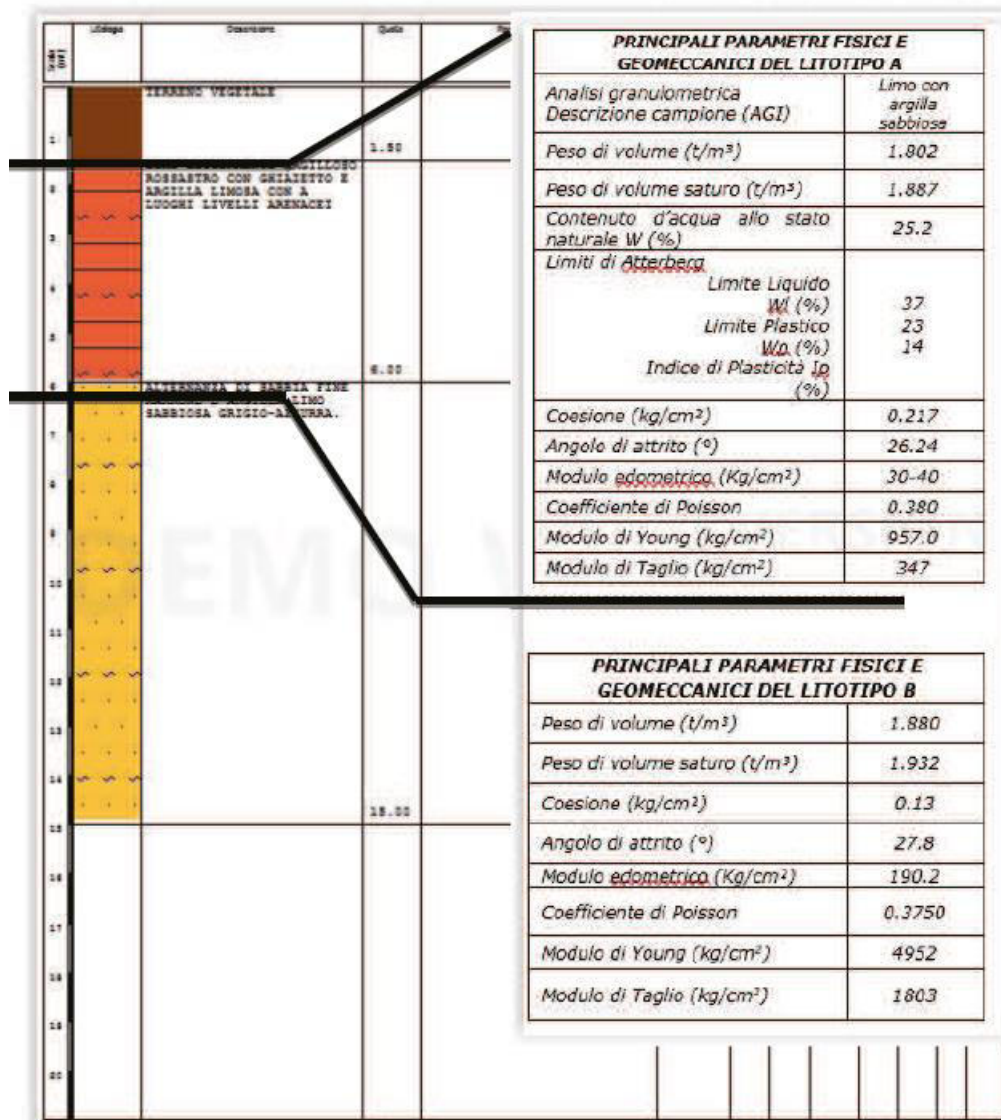 Litologia Descrizione Quota
Scala (mt)
TERRENO VEGETALE
1.50
ROSSASTRO CON GHIAIETTO E
ARGILLA LIMOSA CON A
LUOGHI LIVELLI ARENACEI
6.00
ALTERNANZA DI SABBIA FINE
LIMO
SABBIOSA GRIGIO-AZZURRA.
15.00
1
2
3
4
5
6
7
8
9
10
11
12
13
14
15
16
17
18
19
20
DEMO
PRINCIPALI PARAMETRI FISICI E
GEOMECCANICI DEL LITOTIPO A
Analisi granulometrica
Descrizione campione (AGI)
Limo con
argilla
sabbiosa
Peso di volume (t/m³) 1.802
Peso di volume saturo (t/m³) 1.887
Contenuto d'acqua allo stato
naturale W (%) 25.2
Limiti di Atterberg
Limite Liquido
Wl (%) 37
Limite Plastico 23
Wp (%) 14
Indice di Plasticità Ip
(%)
Coesione (kg/cm²) 0.217
Angolo di attrito (°) 26.24
Modulo edometrico (Kg/cm²) 30-40
Coefficiente di Poisson 0.380
Modulo di Young (kg/cm²) 957.0
Modulo di Taglio (kg/cm²) 347
PRINCIPALI PARAMETRI FISICI E
GEOMECCANICI DEL LITOTIPO B
Peso di volume (t/m³) 1.880
Peso di volume saturo (t/m³) 1.932
Coesione (kg/cm²) 0.13
Angolo di attrito (°) 27.8
Modulo edometrico (Kg/cm²) 190.2
Coefficiente di Poisson 0.3750
Modulo di Young (kg/cm²) 4952
Modulo di Taglio (kg/cm²) 1803